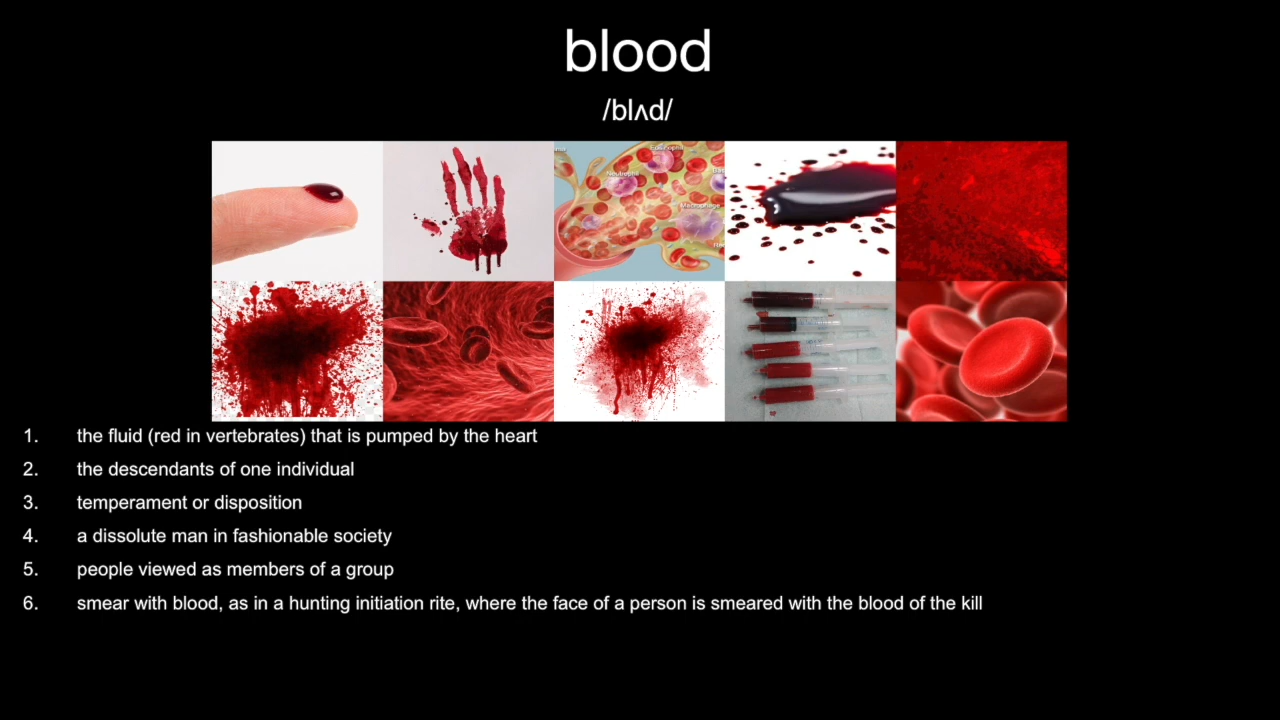 blood
/blʌd/
Eosinophil
Neutrophil
Macrophage
1. the fluid (red in vertebrates) that is pumped by the heart
2. the descendants of one individual
3. temperament or disposition
4. a dissolute man in fashionable society
5. people viewed as members of a group
6. smear with blood, as in a hunting initiation rite, where the face of a person is smeared with the blood of the kill